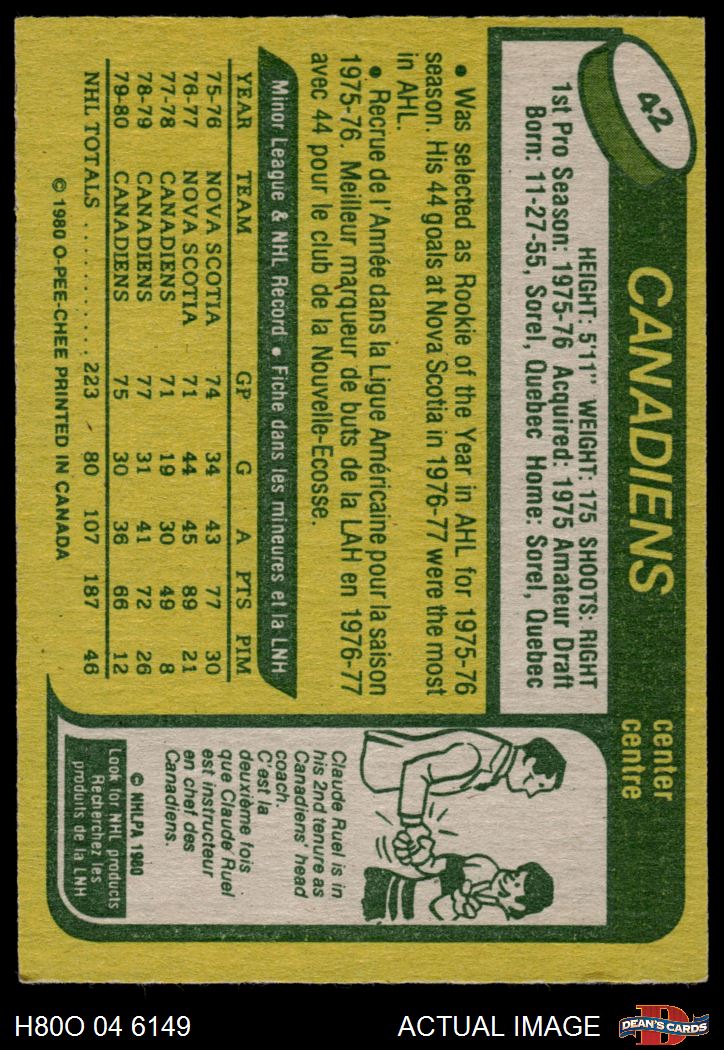 42
CANADIENS
center
centre
HEIGHT: 5'11" WEIGHT: 175 SHOOTS: RIGHT
1st Pro Season: 1975-76 Acquired: 1975 Amateur Draft
Born: 11-27-55, Sorel, Quebec Home: Sorel, Quebec
• Was selected as Rookie of the Year in AHL for 1975-76
season. His 44 goals at Nova Scotia in 1976-77 were the most
in AHL.
• Recrue de l'Année dans la Ligue Américaine pour la saison
1975-76. Meilleur marqueur de buts de la LAH en 1976-77
avec 44 pour le club de la Nouvelle-Ecosse.
Minor League & NHL Record • Fiche dans les mineures et la LNH
YEAR TEAM GP G A PTS PIM
75-76 NOVA SCOTIA 74 34 43 77 30
76-77 NOVA SCOTIA 71 44 45 89 21
77-78 CANADIENS 71 19 30 49 8
78-79 CANADIENS 77 31 41 72 26
79-80 CANADIENS 75 30 36 66 12
NHL TOTALS ........... 223 80 107 187 46
© 1980 O-PEE-CHEE PRINTED IN CANADA
Claude Ruel is in
his 2nd tenure as
Canadiens' head
coach.
C'est la
deuxième fois
que Claude Ruel
est instructeur
en chef des
Canadiens.
© NHLPA 1980
Look for NHL products
Recherchez les
produits de la LNH
H80O 04 6149
ACTUAL IMAGE
D
DEAN'S CARDS